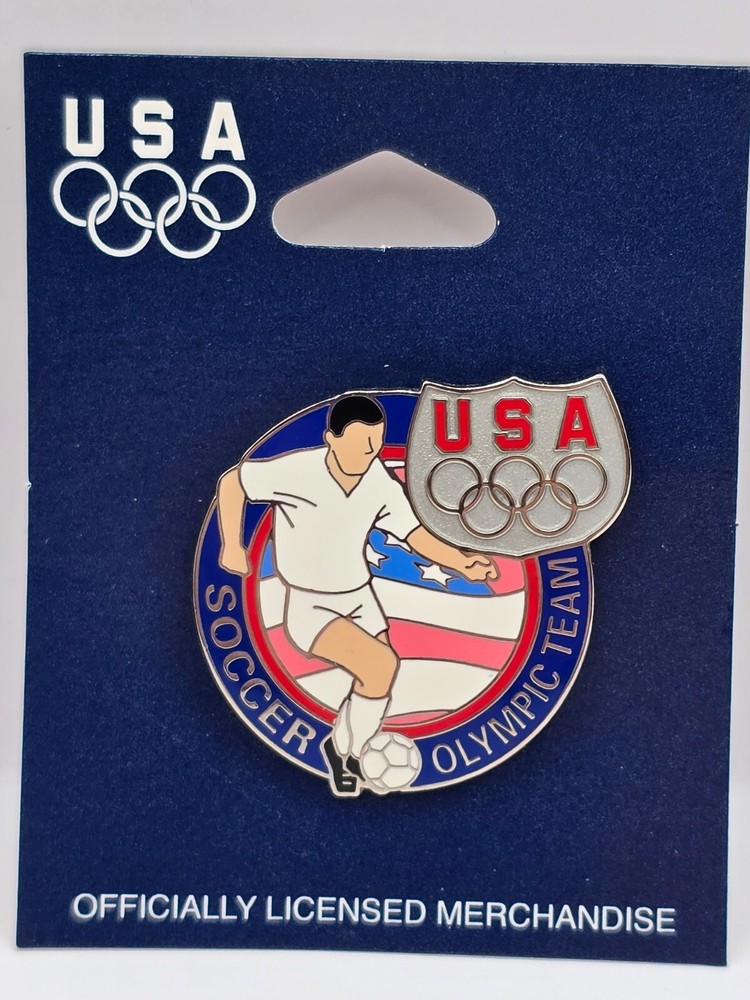 USA
USA
SOCCER
OLYMPIC TEAM
OFFICIALLY LICENSED MERCHANDISE